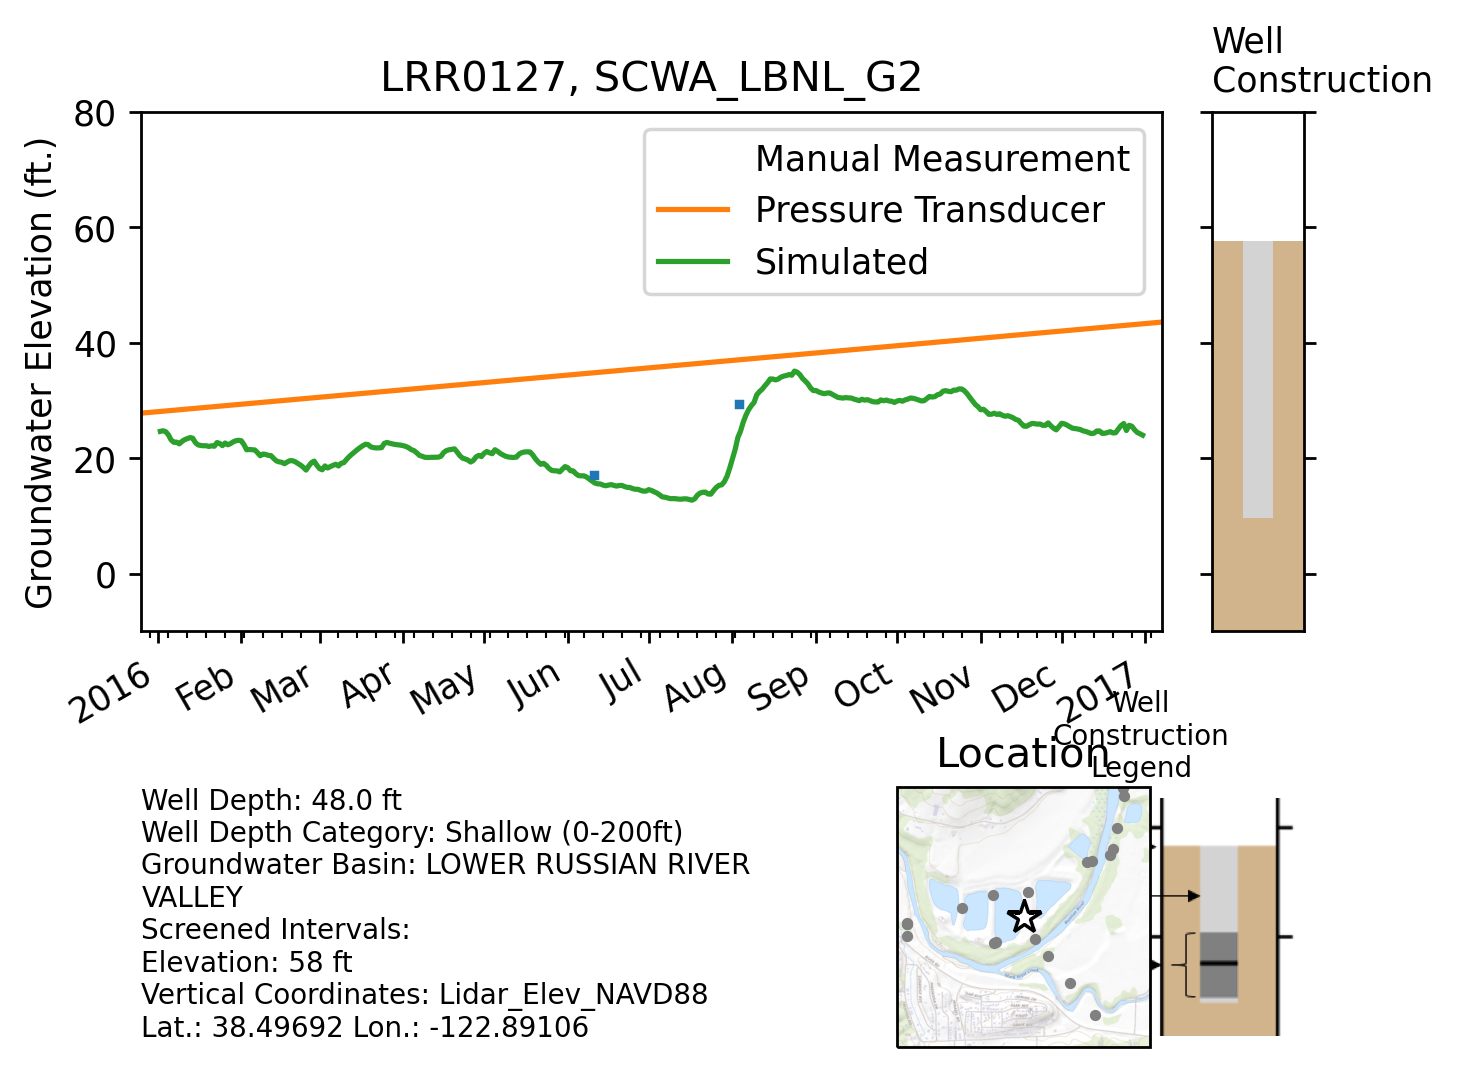 Well
Construction
LRR0127, SCWA_LBNL_G2
80
60
40
20
0
Groundwater Elevation (ft.)
Manual Measurement
Pressure Transducer
Simulated
2016
Feb
Mar
Apr
May
Jun
Jul
Aug
Sep
Oct
Nov
Dec
2017
Well
Construction
Legend
Location
Well Depth: 48.0 ft
Well Depth Category: Shallow (0-200ft)
Groundwater Basin: LOWER RUSSIAN RIVER
VALLEY
Screened Intervals:
Elevation: 58 ft
Vertical Coordinates: Lidar_Elev_NAVD88
Lat.: 38.49692 Lon.: -122.89106